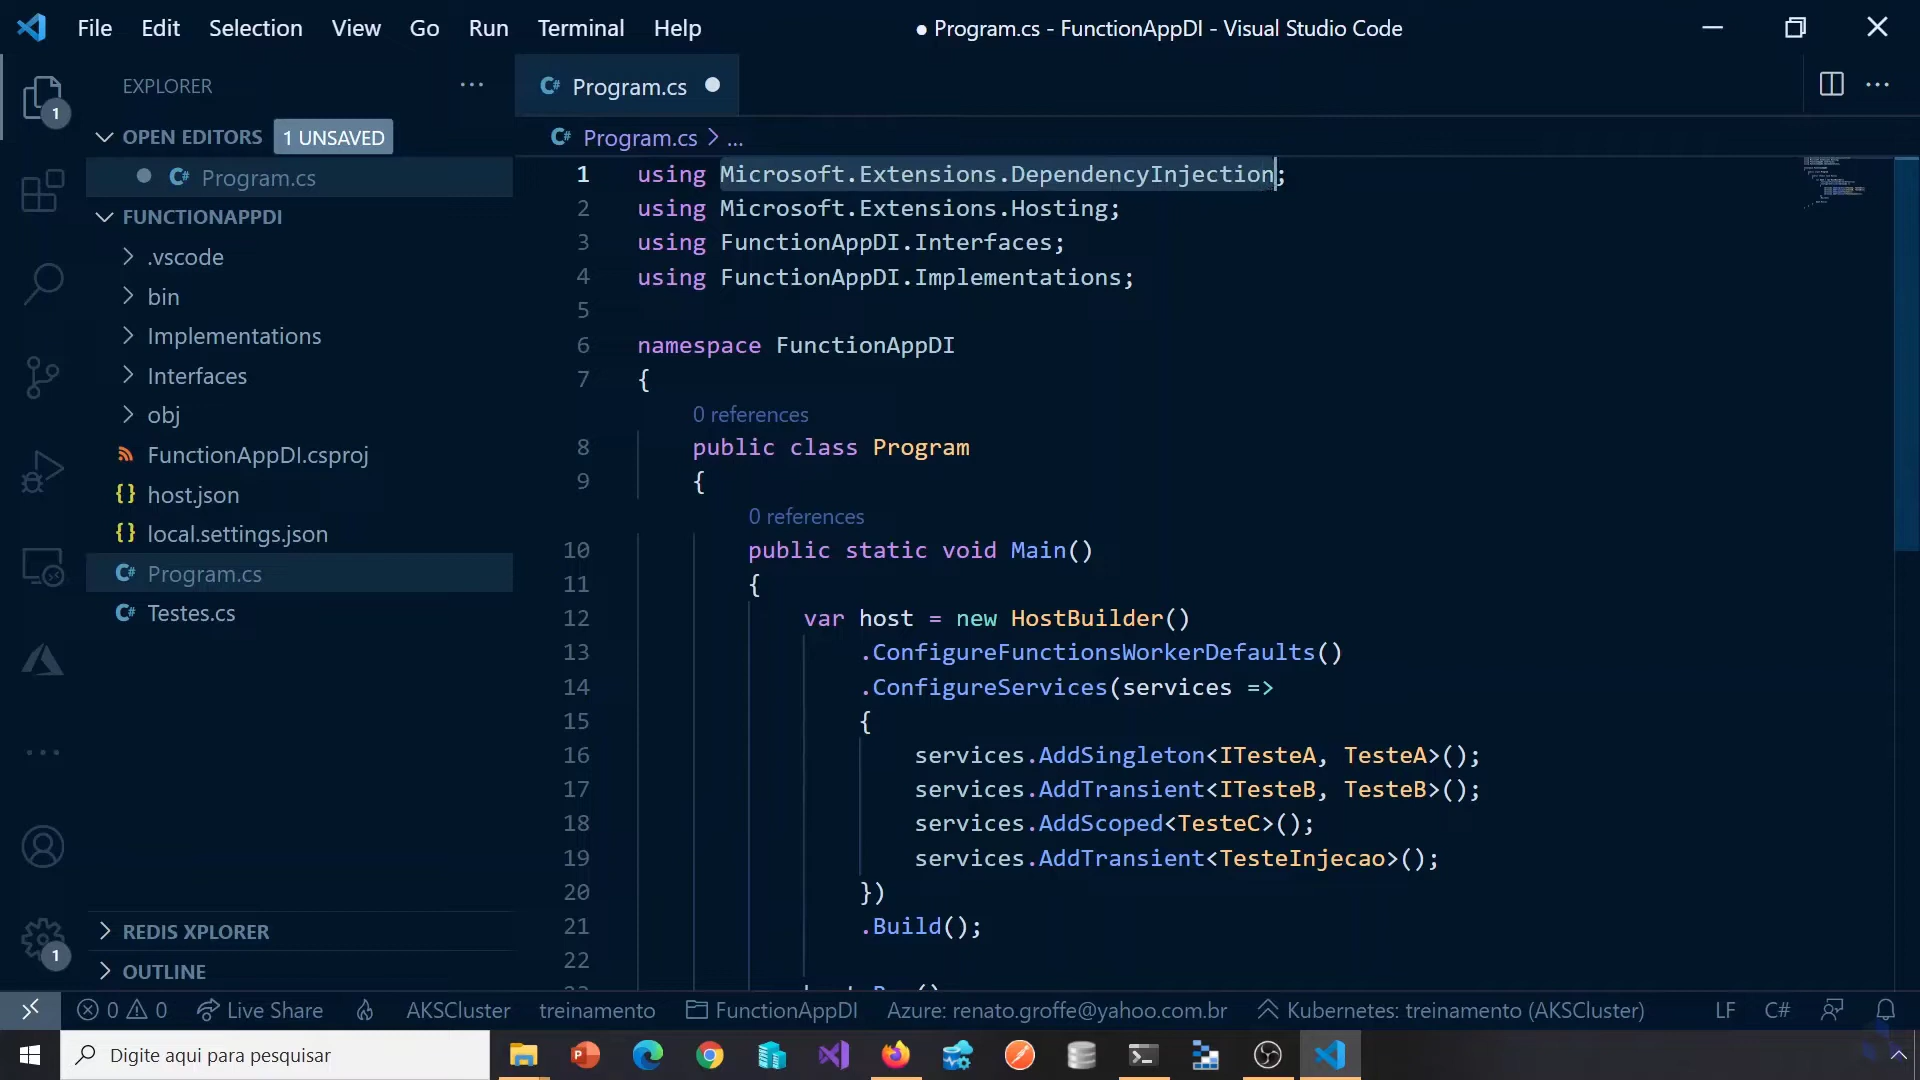 File Edit Selection View Go Run Terminal Help
● Program.cs - FunctionAppDI - Visual Studio Code
EXPLORER
1
OPEN EDITORS 1 UNSAVED
Program.cs
FUNCTIONAPPDI
.vscode
bin
Implementations
Interfaces
obj
FunctionAppDI.csproj
host.json
local.settings.json
Program.cs
Testes.cs
REDIS XPLORER
1
OUTLINE
Program.cs
Program.cs > ...
1 using Microsoft.Extensions.DependencyInjection;
2 using Microsoft.Extensions.Hosting;
3 using FunctionAppDI.Interfaces;
4 using FunctionAppDI.Implementations;
5
6 namespace FunctionAppDI
7 {
0 references
8 public class Program
9 {
0 references
10 public static void Main()
11 {
12 var host = new HostBuilder()
13 .ConfigureFunctionsWorkerDefaults()
14 .ConfigureServices(services =>
15 {
16 services.AddSingleton<ITesteA, TesteA>();
17 services.AddTransient<ITesteB, TesteB>();
18 services.AddScoped<TesteC>();
19 services.AddTransient<TesteInjecao>();
20 })
21 .Build();
22
0 0 Live Share AKSCluster treinamento FunctionAppDI Azure: renato.groffe@yahoo.com.br Kubernetes: treinamento (AKSCluster) LF C#
Digite aqui para pesquisar